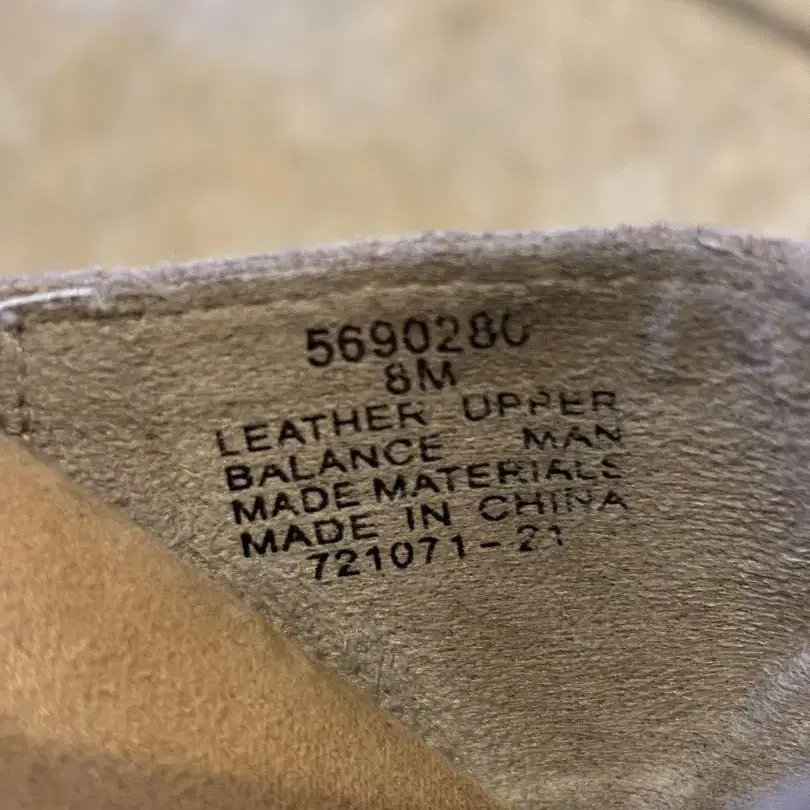 5690280
8M
LEATHER UPPER
BALANCE MAN
MADE MATERIALS
MADE IN CHINA
721071-21